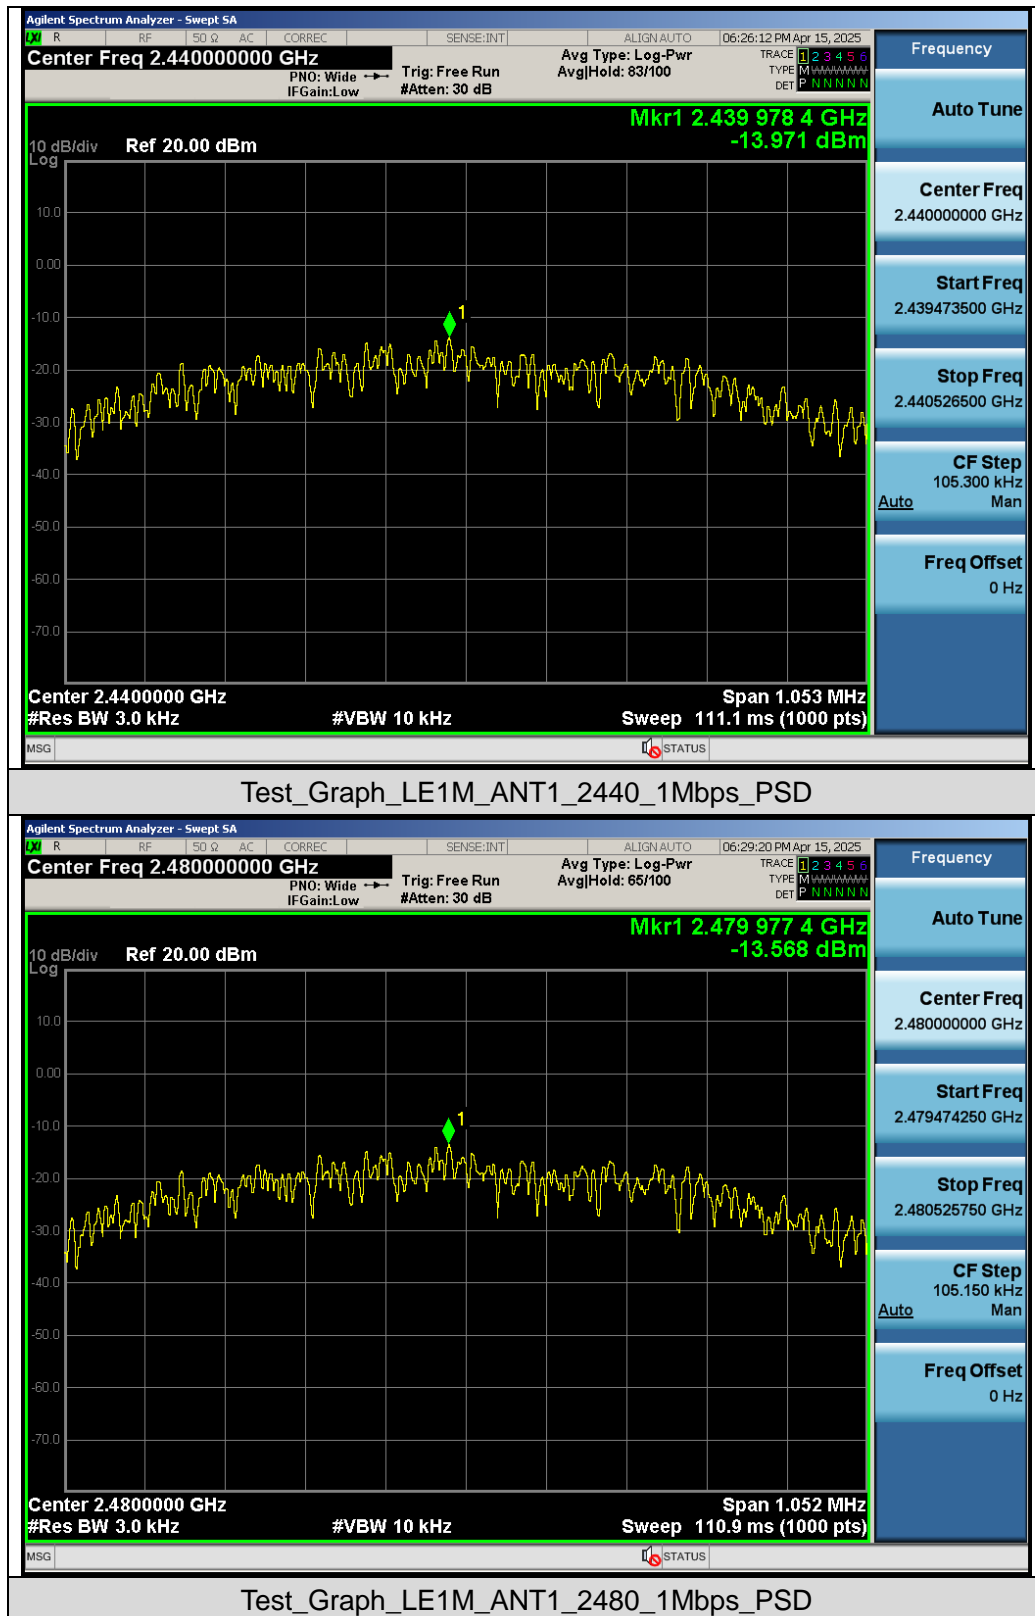 Agilent Spectrum Analyzer - Swept SA
LXI R RF 50 Ω AC CORREC SENSE:INT ALIGN AUTO 06:26:12 PM Apr 15, 2025
Center Freq 2.440000000 GHz
PNO: Wide
IFGain:Low
Trig: Free Run
#Atten: 30 dB
Avg Type: Log-Pwr
Avg|Hold: 83/100
TRACE 1 2 3 4 5 6
TYPE M WWWWW
DET P N N N N N
Mkr1 2.439 978 4 GHz
-13.971 dBm
10 dB/div Ref 20.00 dBm
Log
10.0
0.00
-10.0
-20.0
-30.0
-40.0
-50.0
-60.0
-70.0
1
Center 2.4400000 GHz Span 1.053 MHz
#Res BW 3.0 kHz #VBW 10 kHz Sweep 111.1 ms (1000 pts)
MSG STATUS
Frequency
Auto Tune
Center Freq
2.440000000 GHz
Start Freq
2.439473500 GHz
Stop Freq
2.440526500 GHz
CF Step
105.300 kHz
Auto Man
Freq Offset
0 Hz
Test_Graph_LE1M_ANT1_2440_1Mbps_PSD
Agilent Spectrum Analyzer - Swept SA
LXI R RF 50 Ω AC CORREC SENSE:INT ALIGN AUTO 06:29:20 PM Apr 15, 2025
Center Freq 2.480000000 GHz
PNO: Wide
IFGain:Low
Trig: Free Run
#Atten: 30 dB
Avg Type: Log-Pwr
Avg|Hold: 65/100
TRACE 1 2 3 4 5 6
TYPE M WWWWW
DET P N N N N N
Mkr1 2.479 977 4 GHz
-13.568 dBm
10 dB/div Ref 20.00 dBm
Log
10.0
0.00
-10.0
-20.0
-30.0
-40.0
-50.0
-60.0
-70.0
1
Center 2.4800000 GHz Span 1.052 MHz
#Res BW 3.0 kHz #VBW 10 kHz Sweep 110.9 ms (1000 pts)
MSG STATUS
Frequency
Auto Tune
Center Freq
2.480000000 GHz
Start Freq
2.479474250 GHz
Stop Freq
2.480525750 GHz
CF Step
105.150 kHz
Auto Man
Freq Offset
0 Hz
Test_Graph_LE1M_ANT1_2480_1Mbps_PSD